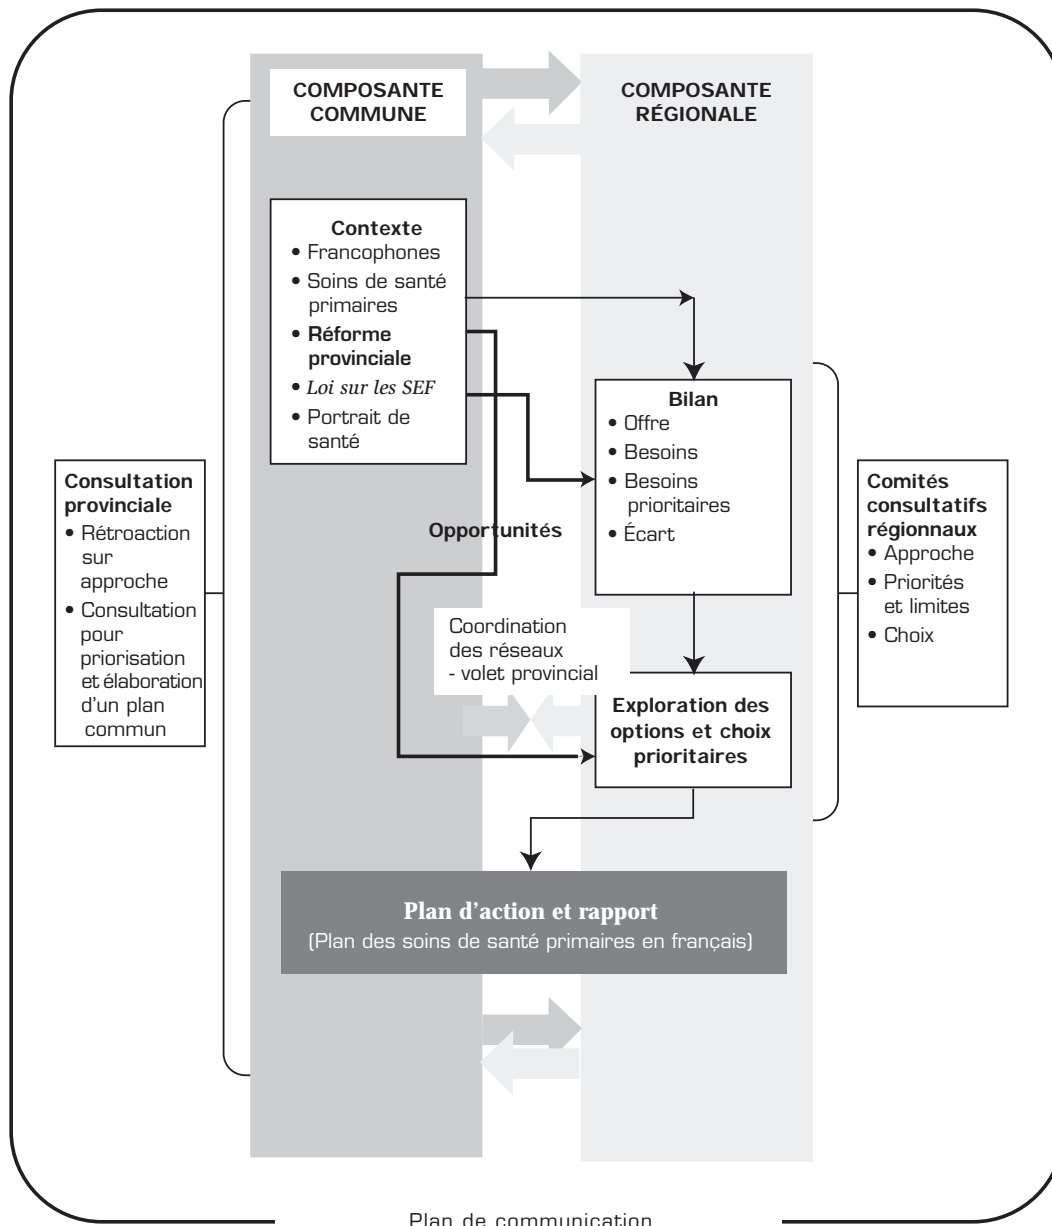 COMPOSANTE
COMMUNE
COMPOSANTE
RÉGIONALE
Contexte
• Francophones
• Soins de santé
primaires
• Réforme
provinciale
• Loi sur les SEF
• Portrait de
santé
Bilan
• Offre
• Besoins
• Besoins
prioritaires
• Écart
Consultation
provinciale
• Rétroaction
sur
approche
• Consultation
pour
priorisation
et élaboration
d'un plan
commun
Comités
consultatifs
régionnaux
• Approche
• Priorités
et limites
• Choix
Opportunités
Coordination
des réseaux
- volet provincial
Exploration des
options et choix
prioritaires
Plan d'action et rapport
(Plan des soins de santé primaires en français)
Plan de communication